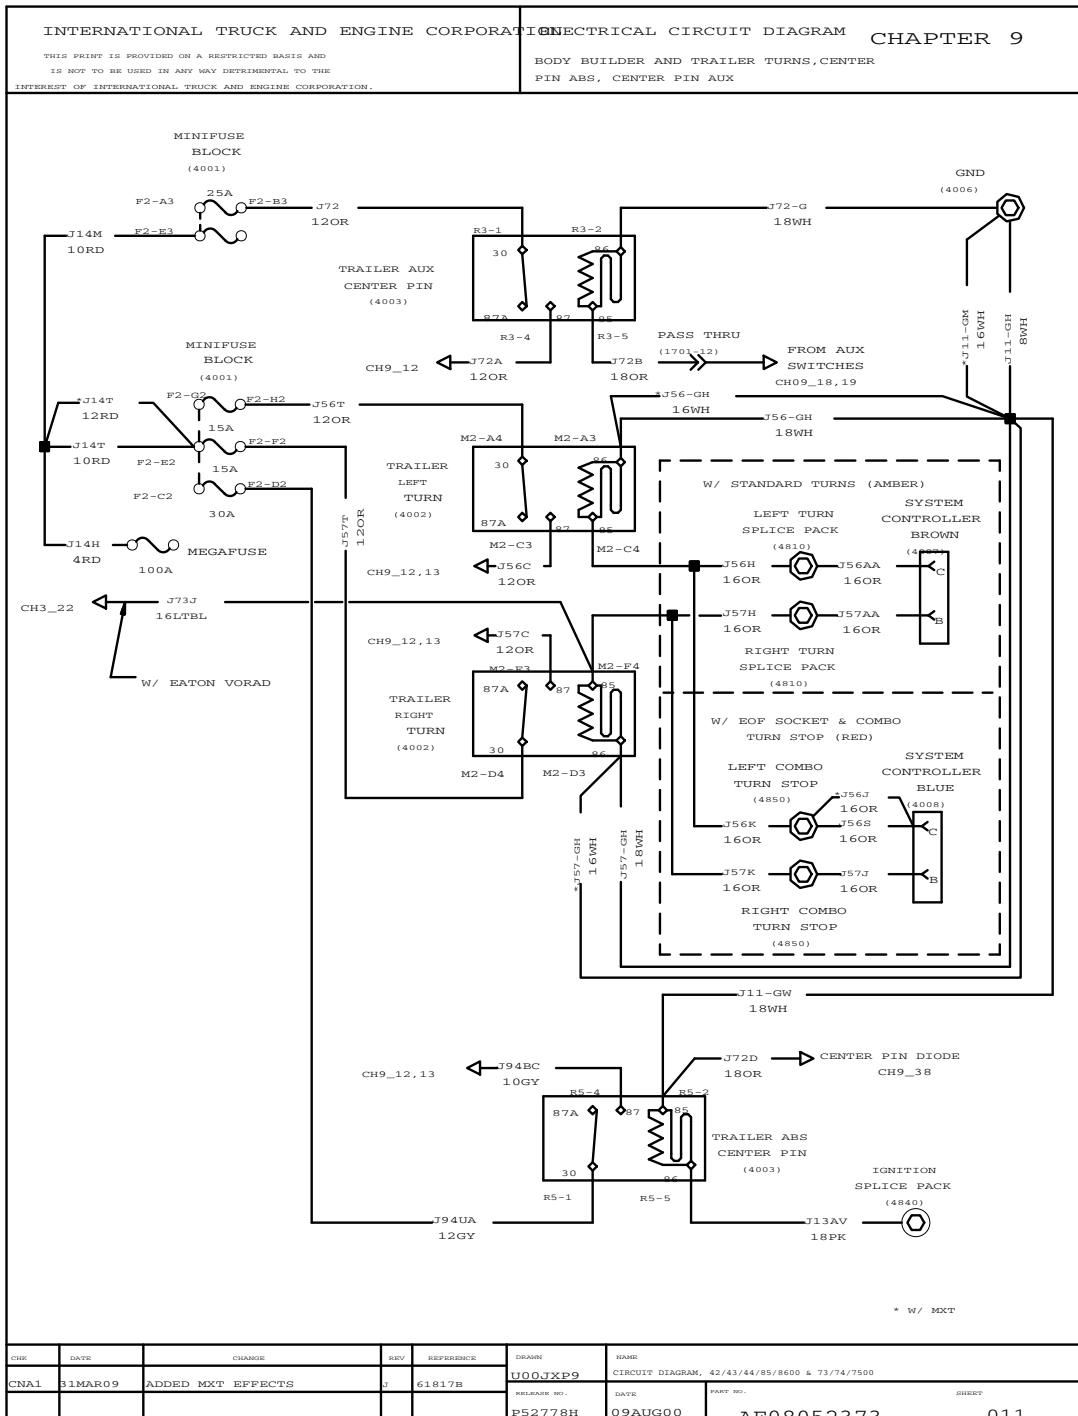 INTERNATIONAL TRUCK AND ENGINE CORPORATION
ELECTRICAL CIRCUIT DIAGRAM
CHAPTER 9
THIS PRINT IS PROVIDED ON A RESTRICTED BASIS AND
IS NOT TO BE USED IN ANY WAY DETRIMENTAL TO THE
INTEREST OF INTERNATIONAL TRUCK AND ENGINE CORPORATION.
BODY BUILDER AND TRAILER TURNS,CENTER
PIN ABS, CENTER PIN AUX
MINIFUSE
BLOCK
(4001)
25A
F2-A3
F2-B3
J72
12OR
J14M
10RD
F2-E3
J72-G
18WH
GND
(4006)
R3-1
R3-2
30
86
87A
87
85
TRAILER AUX
CENTER PIN
(4003)
R3-4
R3-5
CH9_12
J72A
12OR
J72B
18OR
PASS THRU
(1701-12)
FROM AUX
SWITCHES
CH09_18,19
*J11-GM
16WH
J11-GH
8WH
MINIFUSE
BLOCK
(4001)
*J14T
12RD
F2-G2
F2-H2
15A
J56T
12OR
J14T
10RD
F2-E2
F2-F2
15A
F2-C2
F2-D2
30A
J14H
4RD
100A
MEGAFUSE
J57T
12OR
*J56-GH
16WH
J56-GH
18WH
M2-A4
M2-A3
30
86
87A
87
85
TRAILER
LEFT
TURN
(4002)
M2-C3
M2-C4
CH9_12,13
J56C
12OR
W/ STANDARD TURNS (AMBER)
LEFT TURN
SPLICE PACK
(4810)
SYSTEM
CONTROLLER
BROWN
(4007)
J56H
16OR
J56AA
16OR
C
J57H
16OR
J57AA
16OR
B
RIGHT TURN
SPLICE PACK
(4810)
CH3_22
J73J
16LTBL
W/ EATON VORAD
CH9_12,13
J57C
12OR
M2-F3
M2-F4
87A
87
85
30
86
TRAILER
RIGHT
TURN
(4002)
M2-D4
M2-D3
*J57-GH
16WH
J57-GH
18WH
W/ EOF SOCKET & COMBO
TURN STOP (RED)
LEFT COMBO
TURN STOP
(4850)
SYSTEM
CONTROLLER
BLUE
(4008)
*J56J
16OR
J56K
16OR
J56S
16OR
C
J57K
16OR
J57J
16OR
B
RIGHT COMBO
TURN STOP
(4850)
J11-GW
18WH
CH9_12,13
J94BC
10GY
J72D
18OR
CENTER PIN DIODE
CH9_38
R5-4
R5-2
87A
87
85
30
86
TRAILER ABS
CENTER PIN
(4003)
R5-1
R5-5
IGNITION
SPLICE PACK
(4840)
J94UA
12GY
J13AV
18PK
* W/ MXT
CHK
DATE
CHANGE
REV
REFERENCE
DRAWN
NAME
CNA1
31MAR09
ADDED MXT EFFECTS
J
61817B
U00JXP9
CIRCUIT DIAGRAM, 42/43/44/85/8600 & 73/74/7500
RELEASE NO.
DATE
PART NO.
SHEET
P52778H
09AUG00
AE08052373
011